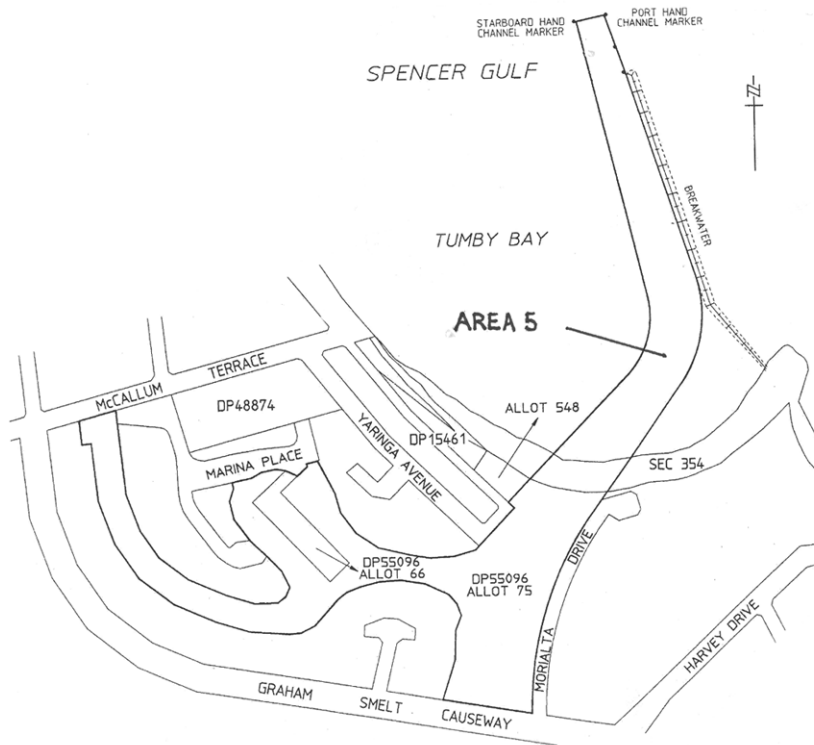 STARBOARD HAND
CHANNEL MARKER
PORT HAND
CHANNEL MARKER
SPENCER GULF
N
BREAKWATER
TUMBY BAY
AREA 5
McCALLUM TERRACE
DP48874
ALLOT 548
DP15461
YARINGA AVENUE
MARINA PLACE
SEC 354
DP55096
ALLOT 66
DP55096
ALLOT 75
MORIALTA DRIVE
HARVEY DRIVE
GRAHAM SMELT CAUSEWAY